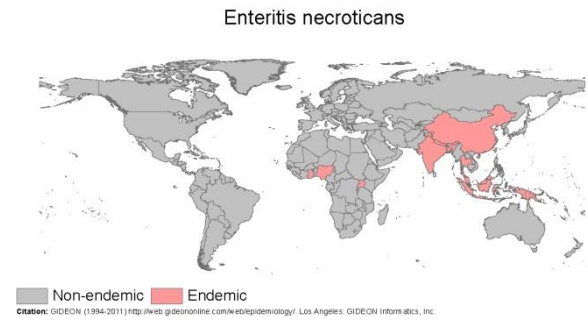 Enteritis necroticans
Non-endemic
Endemic
Citation: GIDEON (1994-2011) http://web.gideononline.com/web/epidemiology/. Los Angeles: GIDEON Informatics, Inc.